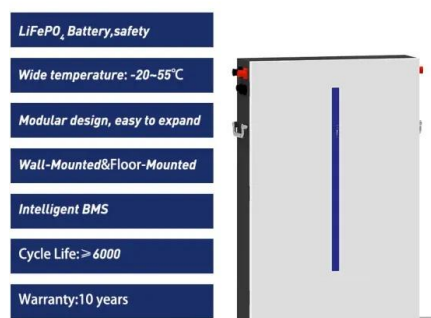 LiFePO₄ Battery,safety
Wide temperature: -20~55℃
Modular design, easy to expand
Wall-Mounted&Floor-Mounted
Intelligent BMS
Cycle Life:≥6000
Warranty:10 years